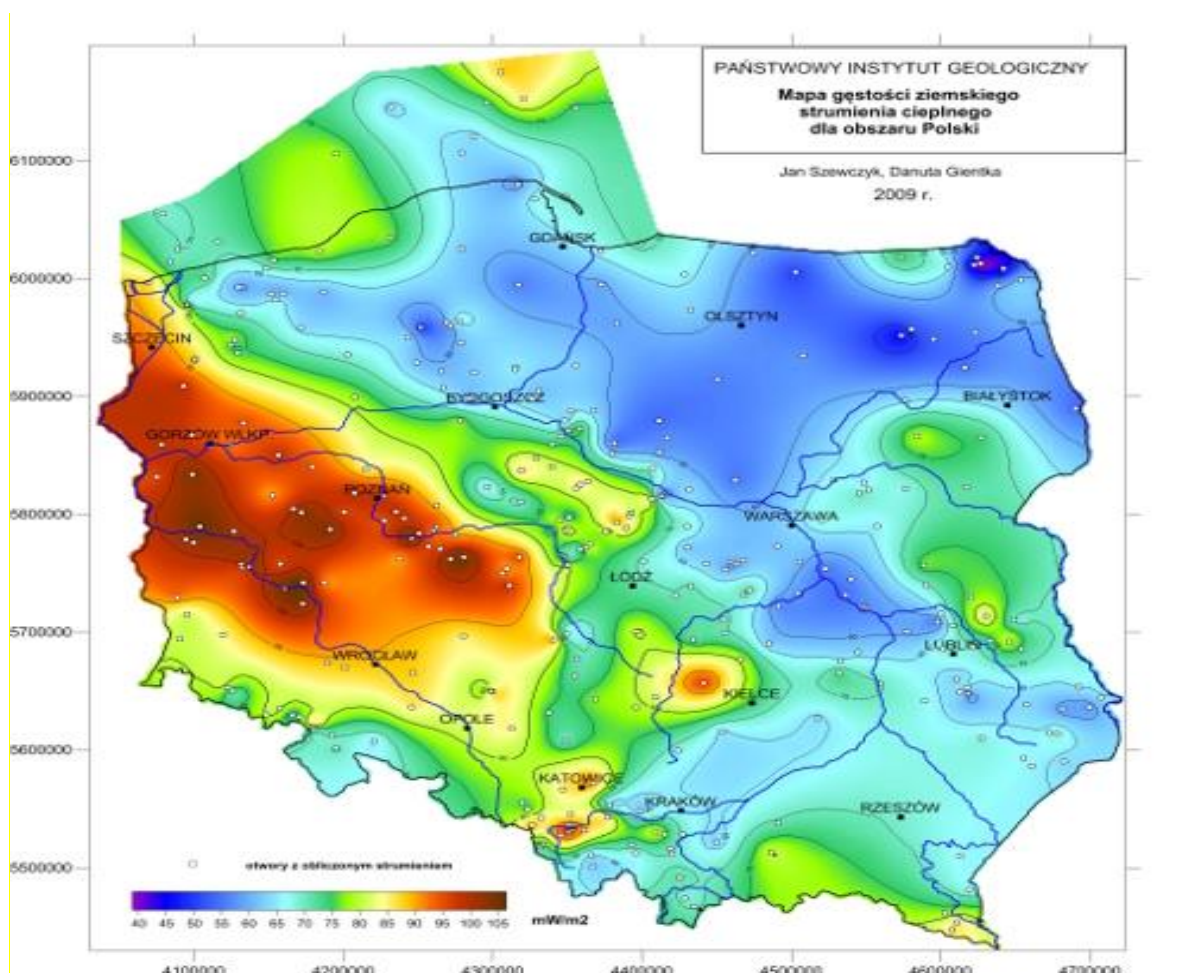 PAŃSTWOWY INSTYTUT GEOLOGICZNY
Mapa gęstości ziemskiego
strumienia cieplnego
dla obszaru Polski
Jan Szewczyk, Danuta Gientka
2009 r.
6100000
GDAŃSK
6000000
OLSZTYN
SZCZECIN
5900000
BYDGOSZCZ
BIAŁYSTOK
GORZÓW WLKP
POZNAŃ
5800000
WARSZAWA
ŁÓDŹ
5700000
LUBLIN
WROCŁAW
KIELCE
OPOLE
5600000
KATOWICE
KRAKÓW
RZESZÓW
5500000
otwory z obliczonym strumieniem
40 45 50 55 60 65 70 75 80 85 90 95 100 105
mW/m2
4100000 4200000 4300000 4400000 4500000 4600000 4700000